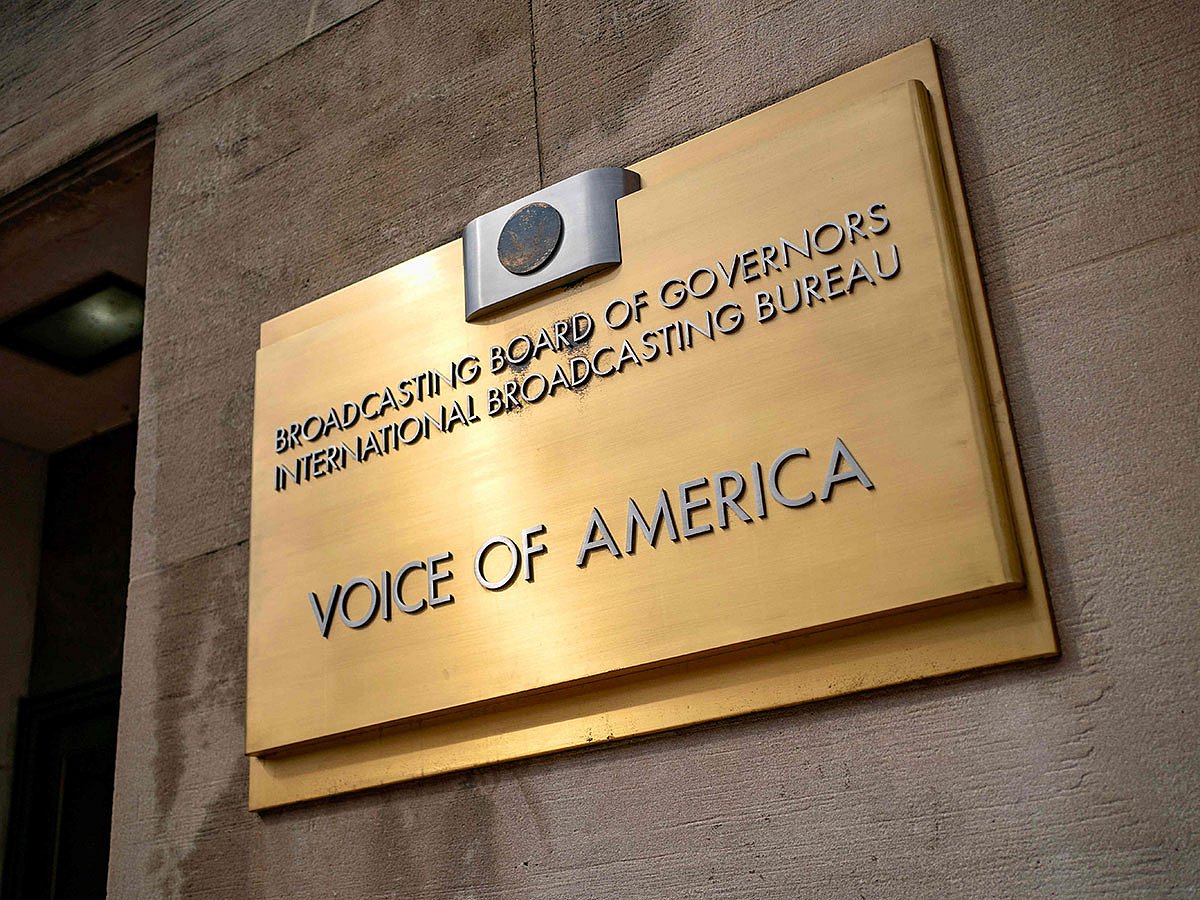 BROADCASTING BOARD OF GOVERNORS
INTERNATIONAL BROADCASTING BUREAU
VOICE OF AMERICA